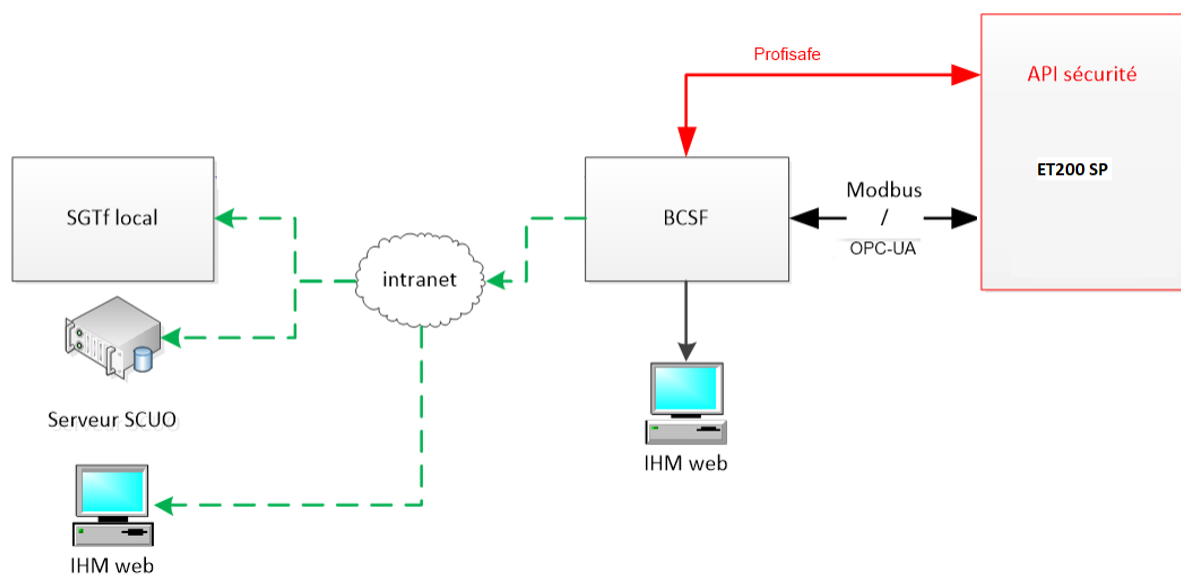 Profisafe
API sécurité
ET200 SP
SGTf local
BCSF
Modbus
/
OPC-UA
intranet
Serveur SCUO
IHM web
IHM web